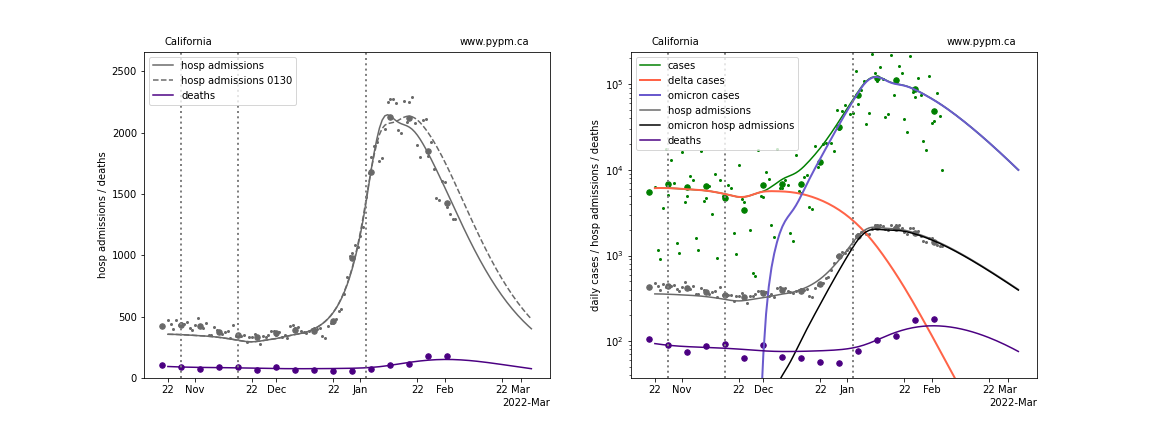 California www.pypm.ca
hosp admissions
hosp admissions 0130
deaths
hosp admissions / deaths
2500
2000
1500
1000
500
0
22 Nov 22 Dec 22 Jan 22 Feb 22 Mar
2022-Mar
California www.pypm.ca
cases
delta cases
omicron cases
hosp admissions
omicron hosp admissions
deaths
daily cases / hosp admissions / deaths
10⁵
10⁴
10³
10²
22 Nov 22 Dec 22 Jan 22 Feb 22 Mar
2022-Mar